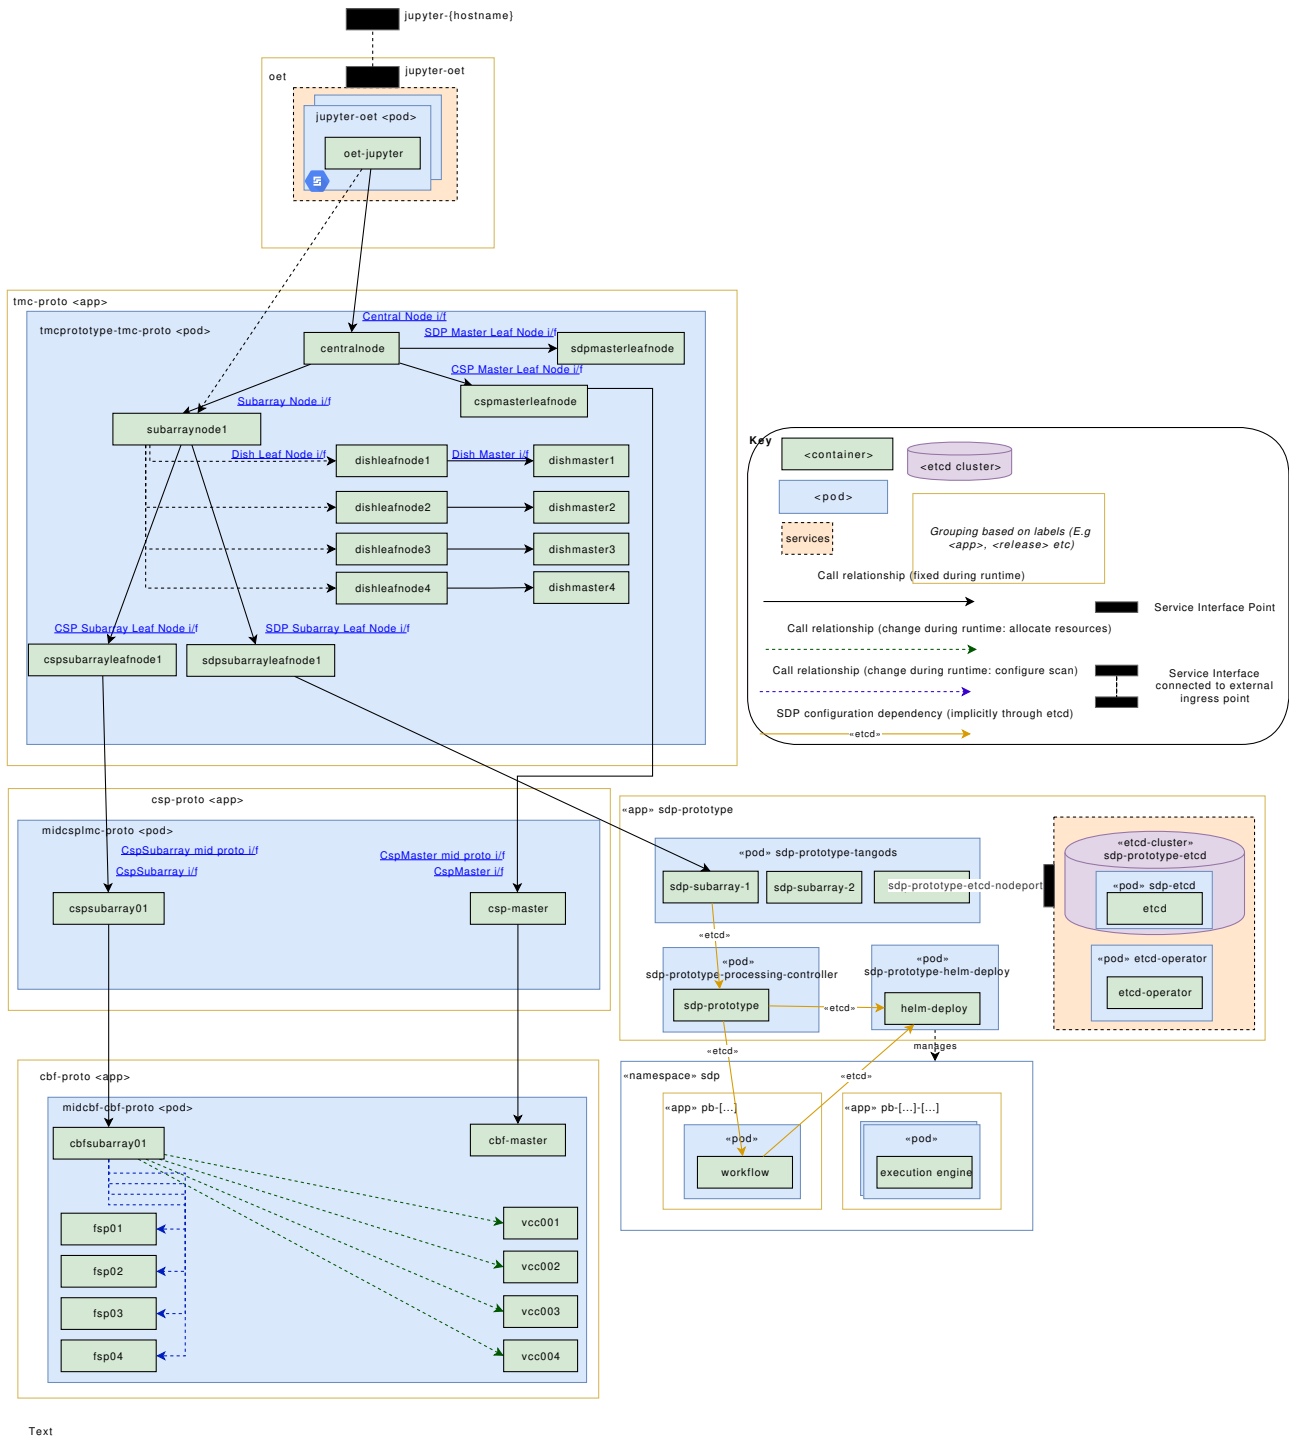 jupyter-{hostname}
oet
jupyter-oet
jupyter-oet <pod>
oet-jupyter
tmc-proto <app>
tmcprototype-tmc-proto <pod>
Central Node i/f
SDP Master Leaf Node i/f
centralnode
sdpmasterleafnode
CSP Master Leaf Node i/f
cspmasterleafnode
Subarray Node i/f
subarraynode1
Dish Leaf Node i/f
dishleafnode1
Dish Master i/f
dishmaster1
dishleafnode2
dishmaster2
dishleafnode3
dishmaster3
dishleafnode4
dishmaster4
CSP Subarray Leaf Node i/f
SDP Subarray Leaf Node i/f
cspsubarrayleafnode1
sdpsubarrayleafnode1
Key
<container>
<etcd cluster>
<pod>
services
Grouping based on labels (E.g
<app>, <release> etc)
Call relationship (fixed during runtime)
Service Interface Point
Call relationship (change during runtime: allocate resources)
Call relationship (change during runtime: configure scan)
Service Interface
connected to external
ingress point
SDP configuration dependency (implicitly through etcd)
«etcd»
csp-proto <app>
midcsplmc-proto <pod>
CspSubarray mid proto i/f
CspSubarray i/f
CspMaster mid proto i/f
CspMaster i/f
cspsubarray01
csp-master
«app» sdp-prototype
«pod» sdp-prototype-tangods
sdp-subarray-1
sdp-subarray-2
sdp-prototype-etcd-nodeport
«etcd-cluster»
sdp-prototype-etcd
«pod» sdp-etcd
etcd
«etcd»
«pod»
sdp-prototype-processing-controller
sdp-prototype
«etcd»
«pod»
sdp-prototype-helm-deploy
helm-deploy
«pod» etcd-operator
etcd-operator
«etcd»
manages
cbf-proto <app>
midcbf-cbf-proto <pod>
cbfsubarray01
cbf-master
«namespace» sdp
«etcd»
«app» pb-[...]
«pod»
workflow
«app» pb-[...]-[...]
«pod»
execution engine
fsp01
fsp02
fsp03
fsp04
vcc001
vcc002
vcc003
vcc004
Text